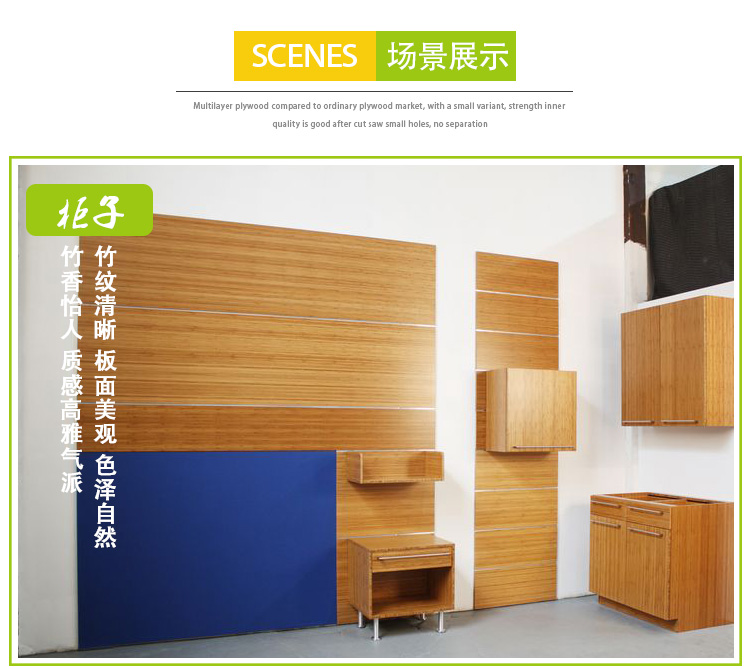 SCENES 场景展示
Multilayer plywood compared to ordinary plywood market, with a small variant, strength inner
quality is good after cut saw small holes, no separation
柜子
竹纹清晰 板面美观 色泽自然
竹香怡人 质感高雅气派